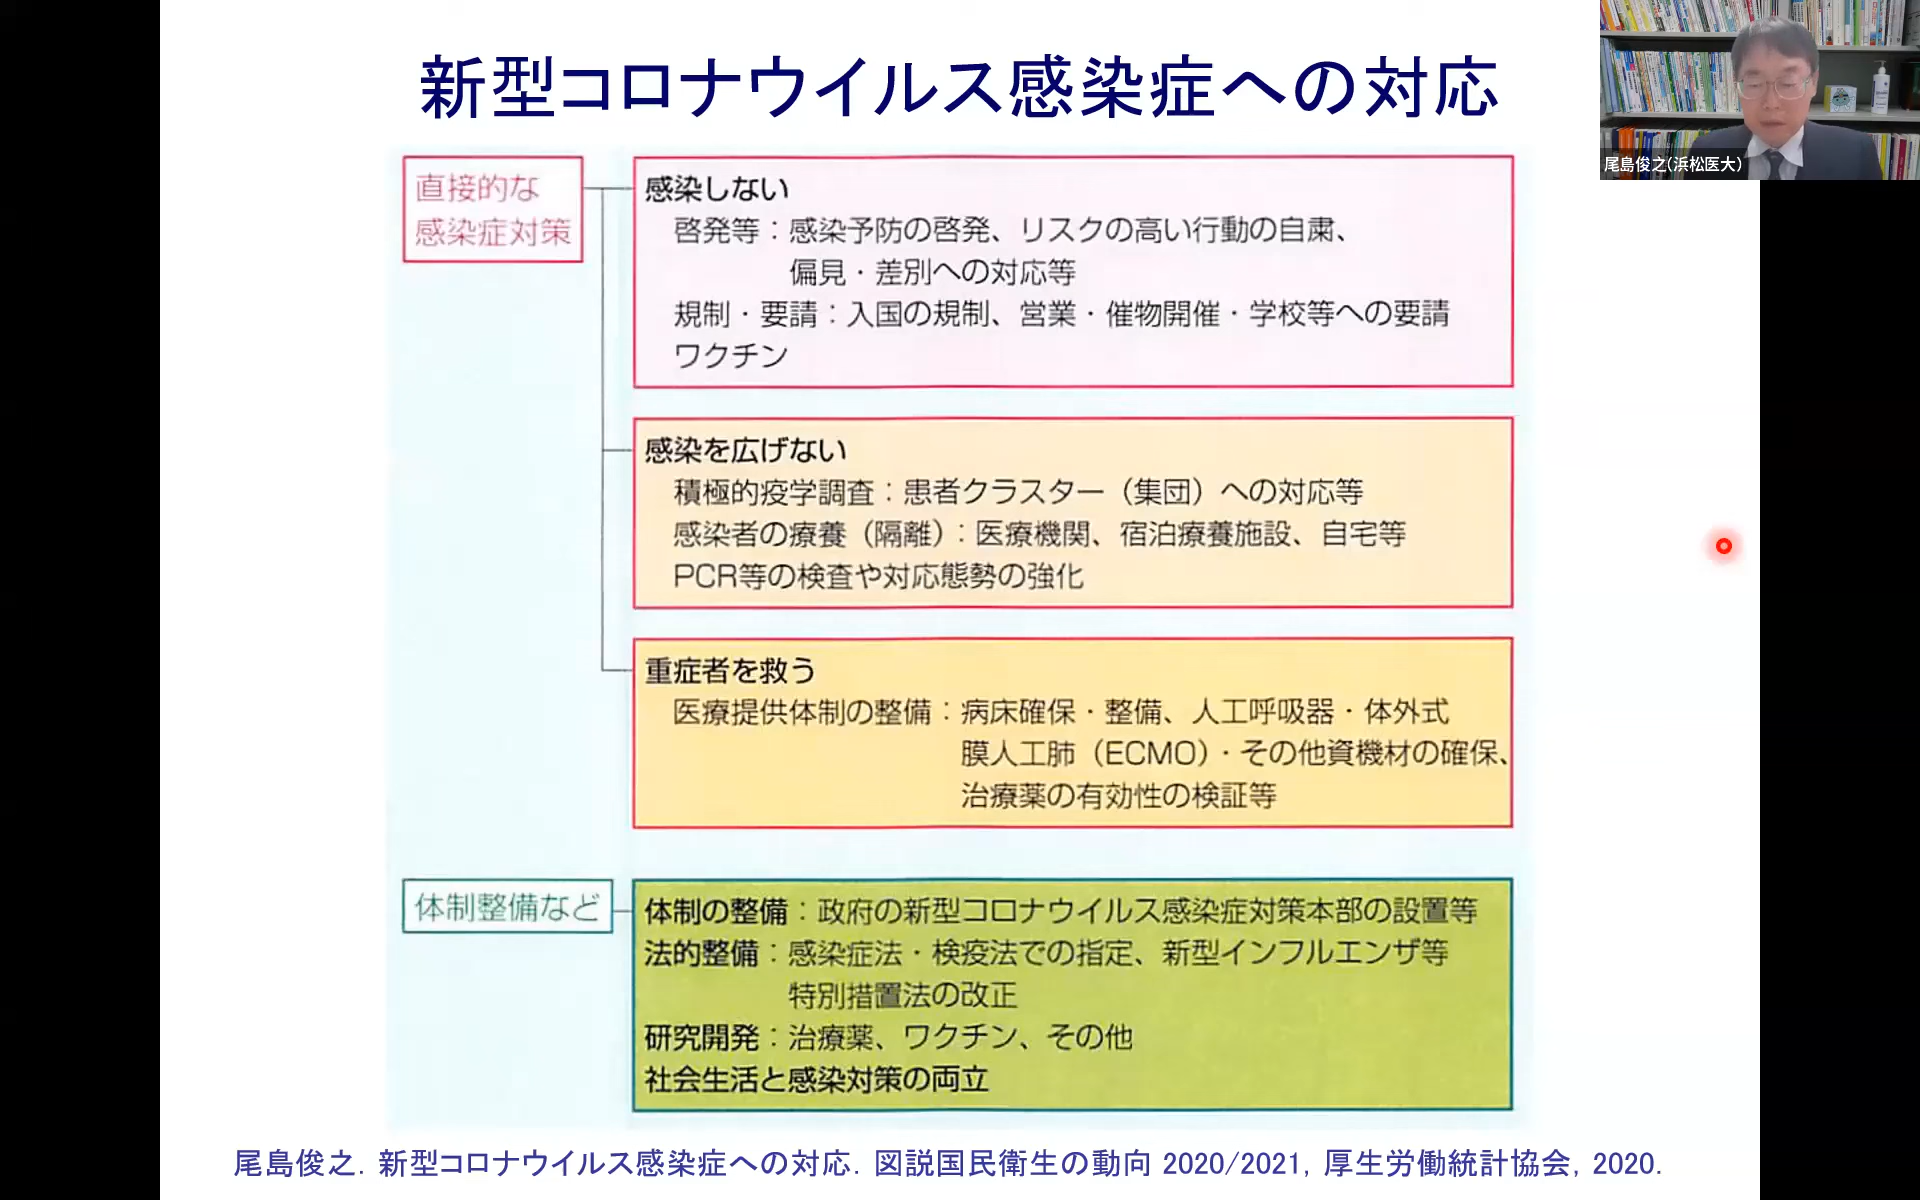 新型コロナウイルス感染症への対応
尾島俊之(浜松医大)
直接的な
感染症対策
感染しない
啓発等：感染予防の啓発、リスクの高い行動の自粛、
偏見・差別への対応等
規制・要請：入国の規制、営業・催物開催・学校等への要請
ワクチン
感染を広げない
積極的疫学調査：患者クラスター（集団）への対応等
感染者の療養（隔離）：医療機関、宿泊療養施設、自宅等
PCR等の検査や対応態勢の強化
重症者を救う
医療提供体制の整備：病床確保・整備、人工呼吸器・体外式
膜人工肺（ECMO）・その他資機材の確保、
治療薬の有効性の検証等
体制整備など
体制の整備：政府の新型コロナウイルス感染症対策本部の設置等
法的整備：感染症法・検疫法での指定、新型インフルエンザ等
特別措置法の改正
研究開発：治療薬、ワクチン、その他
社会生活と感染対策の両立
尾島俊之. 新型コロナウイルス感染症への対応. 図説国民衛生の動向 2020/2021, 厚生労働統計協会, 2020.